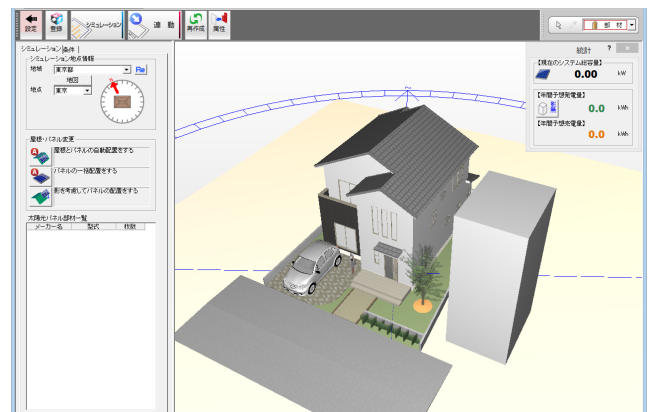 設定
登録
シミュレーション
連 動
再作成
属性
部 材
シミュレーション 条件
シミュレーション地点情報
地域 東京都
地図
地点 東京
屋根・パネル変更
屋根とパネルの自動配置をする
パネルの一括配置をする
影を考慮してパネルの配置をする
太陽光パネル部材一覧
メーカー名 型式 枚数
統計 ?
【現在のシステム総容量】
0.00 kW
【年間予想発電量】
0.0 kWh
【年間予想売電量】
0.0 kWh